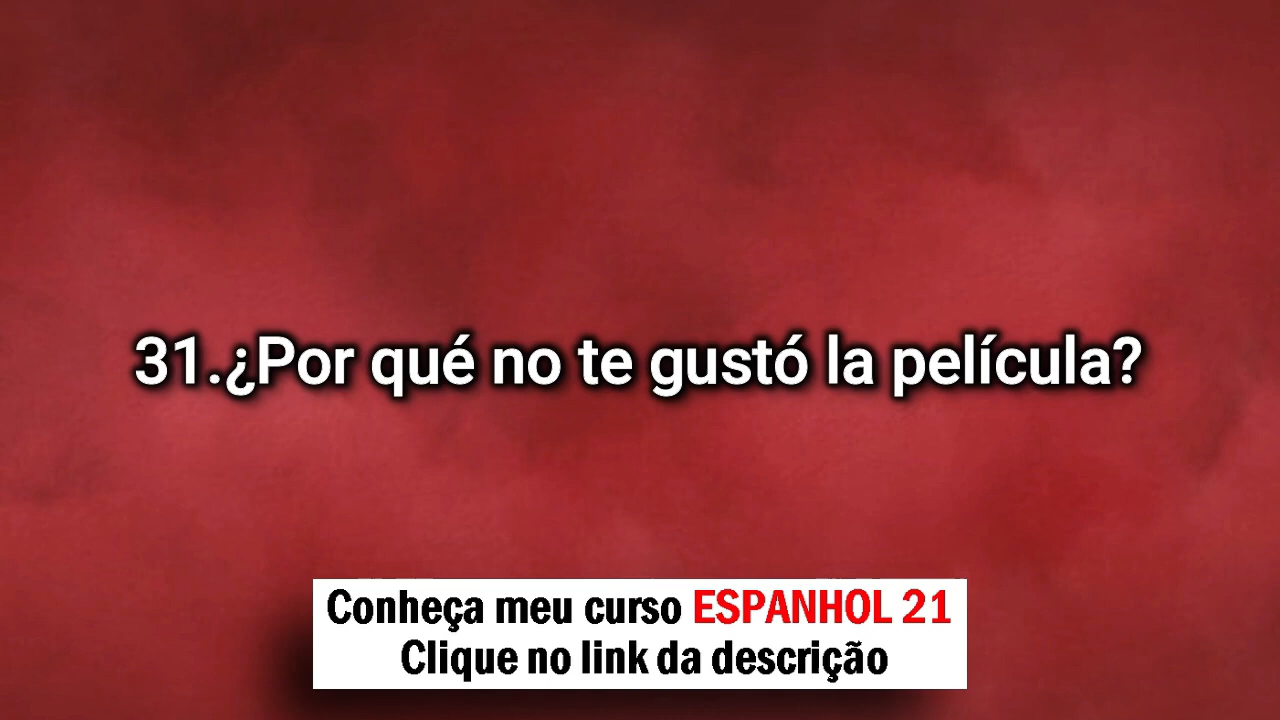 31.¿Por qué no te gustó la película?
Conheça meu curso ESPANHOL 21
Clique no link da descrição